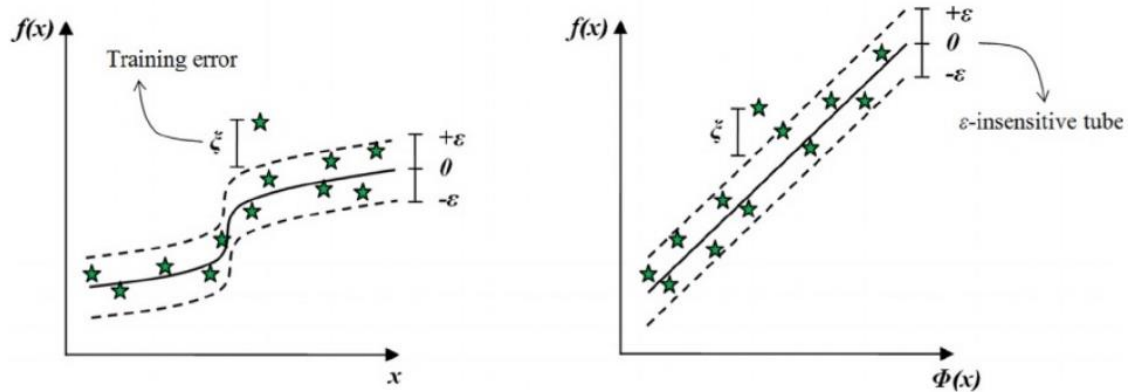 f(x)
Training error
ξ
+ε
0
-ε
x
f(x)
+ε
0
-ε
ξ
ε-insensitive tube
Φ(x)